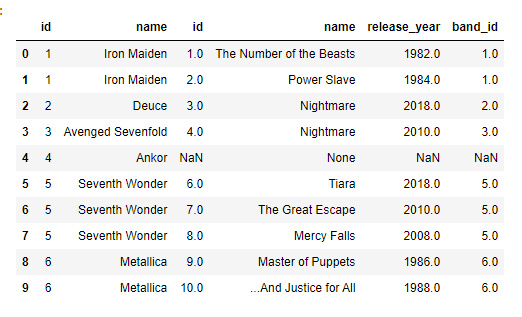 :
id name id name release_year band_id
0 1 Iron Maiden 1.0 The Number of the Beasts 1982.0 1.0
1 1 Iron Maiden 2.0 Power Slave 1984.0 1.0
2 2 Deuce 3.0 Nightmare 2018.0 2.0
3 3 Avenged Sevenfold 4.0 Nightmare 2010.0 3.0
4 4 Ankor NaN None NaN NaN
5 5 Seventh Wonder 6.0 Tiara 2018.0 5.0
6 5 Seventh Wonder 7.0 The Great Escape 2010.0 5.0
7 5 Seventh Wonder 8.0 Mercy Falls 2008.0 5.0
8 6 Metallica 9.0 Master of Puppets 1986.0 6.0
9 6 Metallica 10.0 ...And Justice for All 1988.0 6.0